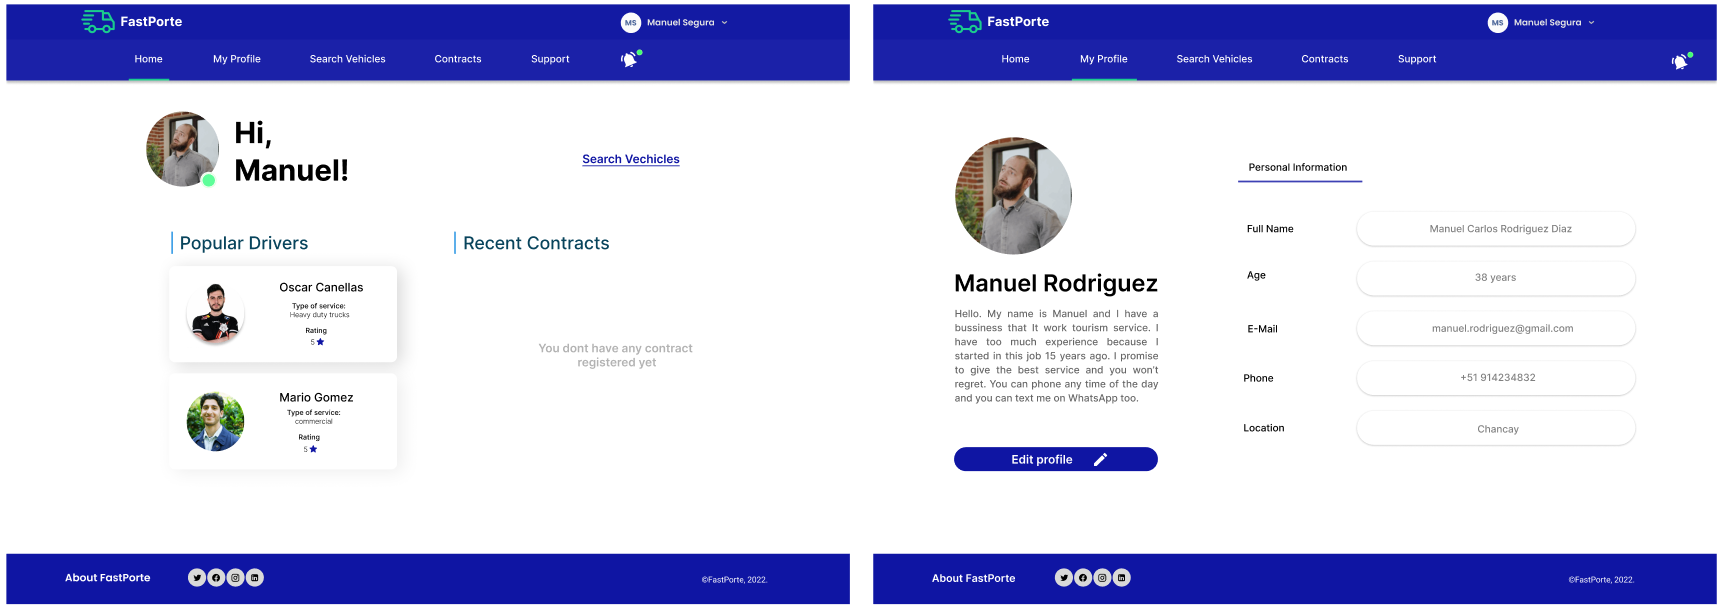 FastPorte
MS Manuel Segura
Home My Profile Search Vehicles Contracts Support
Hi,
Manuel!
Search Vechicles
Popular Drivers
Recent Contracts
Oscar Canellas
Type of service:
Heavy duty trucks
Rating
5
Mario Gomez
Type of service:
commercial
Rating
5
You dont have any contract
registered yet
About FastPorte
©FastPorte, 2022.
FastPorte
MS Manuel Segura
Home My Profile Search Vehicles Contracts Support
Manuel Rodriguez
Hello. My name is Manuel and I have a
bussiness that It work tourism service. I
have too much experience because I
started in this job 15 years ago. I promise
to give the best service and you won't
regret. You can phone any time of the day
and you can text me on WhatsApp too.
Edit profile
Personal Information
Full Name Manuel Carlos Rodriguez Diaz
Age 38 years
E-Mail manuel.rodriguez@gmail.com
Phone +51 914234832
Location Chancay
About FastPorte
©FastPorte, 2022.